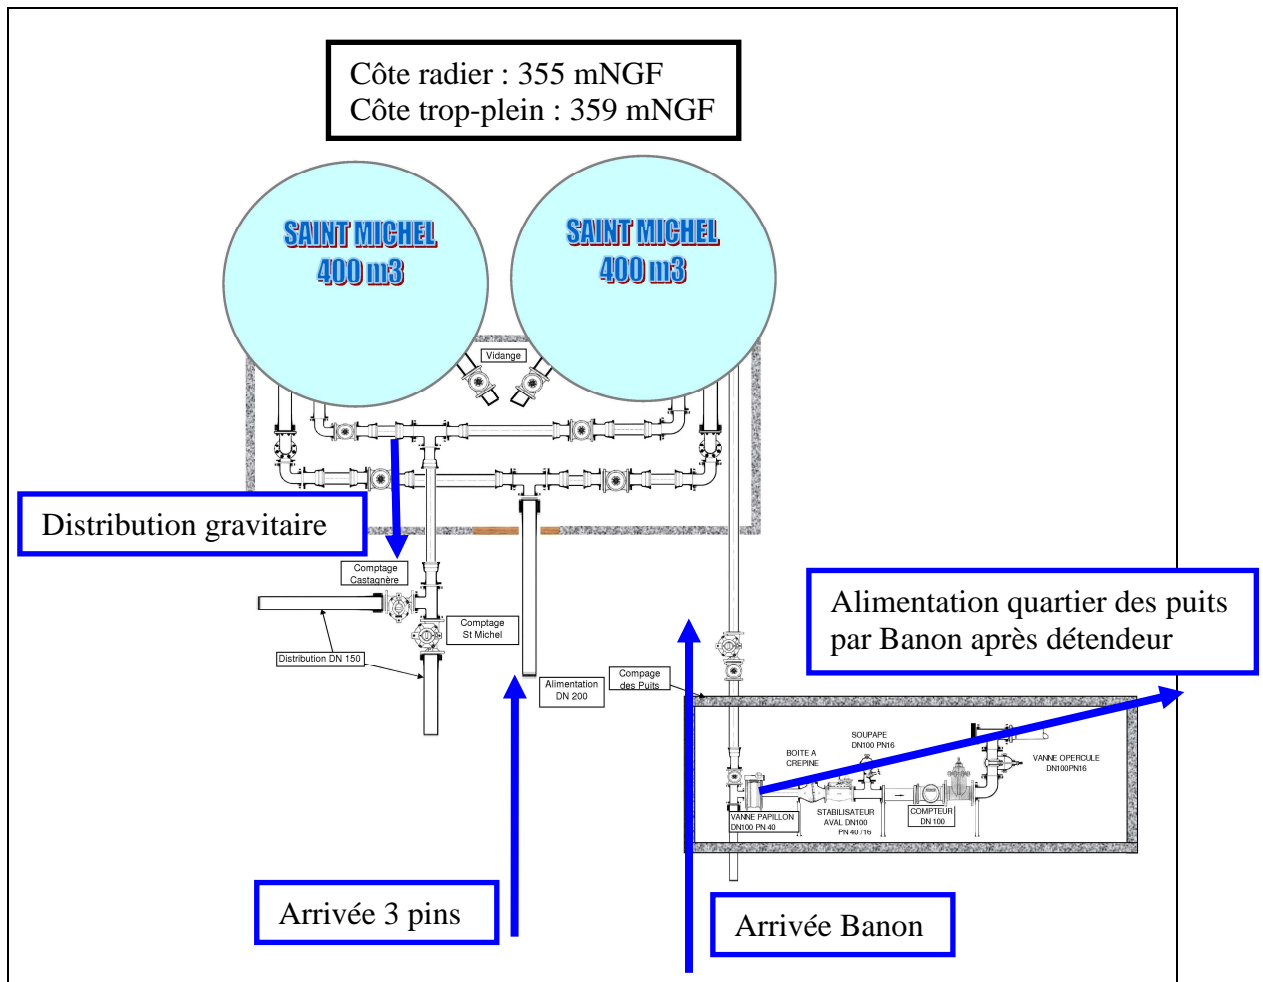 Côte radier : 355 mNGF
Côte trop-plein : 359 mNGF
SAINT MICHEL
400 m3
SAINT MICHEL
400 m3
Vidange
Distribution gravitaire
Comptage
Castagnère
Comptage
St Michel
Distribution DN 150
Alimentation
DN 200
Compage
des Puits
Alimentation quartier des puits
par Banon après détendeur
SOUPAPE
DN100 PN16
BOITE A
CREPINE
VANNE OPERCULE
DN100PN16
VANNE PAPILLON
DN100 PN 40
STABILISATEUR
AVAL DN100
PN 40 /16
COMPTEUR
DN 100
Arrivée 3 pins
Arrivée Banon